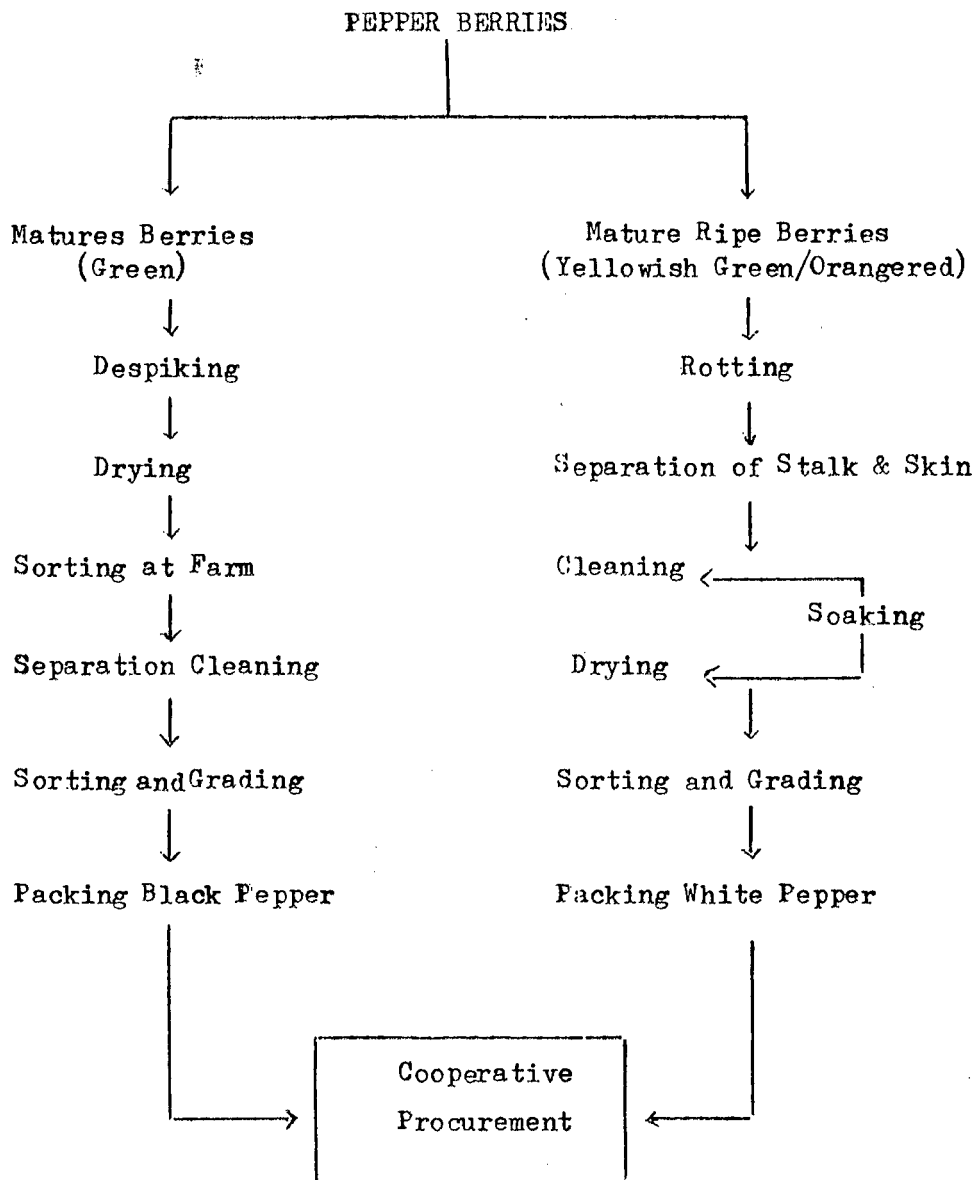 PEPPER BERRIES
Matures Berries
(Green)
Despiking
Drying
Sorting at Farm
Separation Cleaning
Sorting and Grading
Packing Black Pepper
Mature Ripe Berries
(Yellowish Green/Orangered)
Rotting
Separation of Stalk & Skin
Cleaning
Soaking
Drying
Sorting and Grading
Packing White Pepper
Cooperative
Procurement